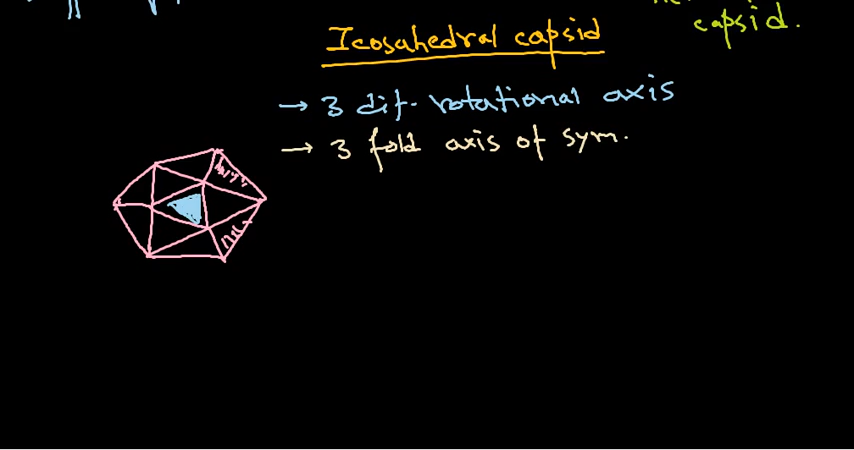 Icosahedral capsid
capsid.
→ 3 dif. rotational axis
→ 3 fold axis of sym.